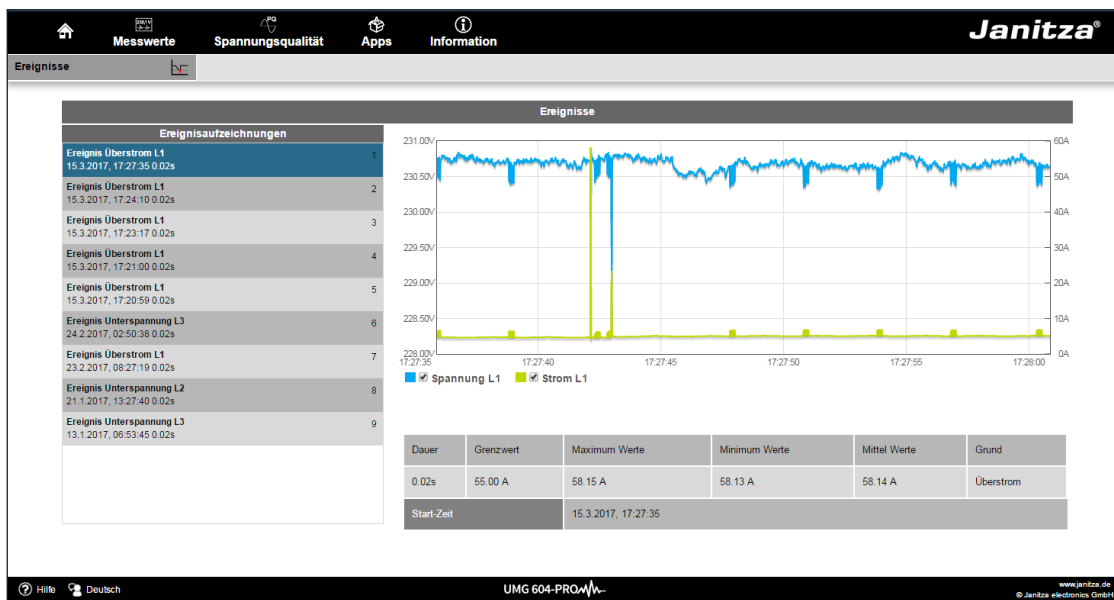 Messwerte
Spannungsqualität
Apps
Information
Janitza®
Ereignisse
Ereignisse
Ereignisaufzeichnungen
Ereignis Überstrom L1 1
15.3.2017, 17:27:35 0.02s
Ereignis Überstrom L1 2
15.3.2017, 17:24:10 0.02s
Ereignis Überstrom L1 3
15.3.2017, 17:23:17 0.02s
Ereignis Überstrom L1 4
15.3.2017, 17:21:00 0.02s
Ereignis Überstrom L1 5
15.3.2017, 17:20:59 0.02s
Ereignis Unterspannung L3 6
24.2.2017, 02:50:38 0.02s
Ereignis Überstrom L1 7
23.2.2017, 08:27:19 0.02s
Ereignis Unterspannung L2 8
21.1.2017, 13:27:40 0.02s
Ereignis Unterspannung L3 9
13.1.2017, 06:53:45 0.02s
231.00V 60A
230.50V 50A
230.00V 40A
229.50V 30A
229.00V 20A
228.50V 10A
228.00V 0A
17:27:35 17:27:40 17:27:45 17:27:50 17:27:55 17:28:00
Spannung L1 Strom L1
Dauer Grenzwert Maximum Werte Minimum Werte Mittel Werte Grund
0.02s 55.00 A 58.15 A 58.13 A 58.14 A Überstrom
Start-Zeit 15.3.2017, 17:27:35
Hilfe Deutsch
UMG 604-PRO
www.janitza.de
© Janitza electronics GmbH